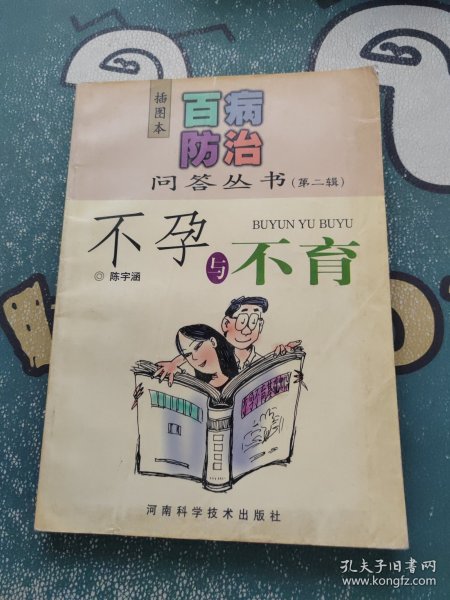 插图本
百病
防治
问答丛书(第二辑)
BUYUN YU BUYU
不孕与不育
◎ 陈宇涵
河南科学技术出版社
孔夫子旧书网
www.kongfz.com